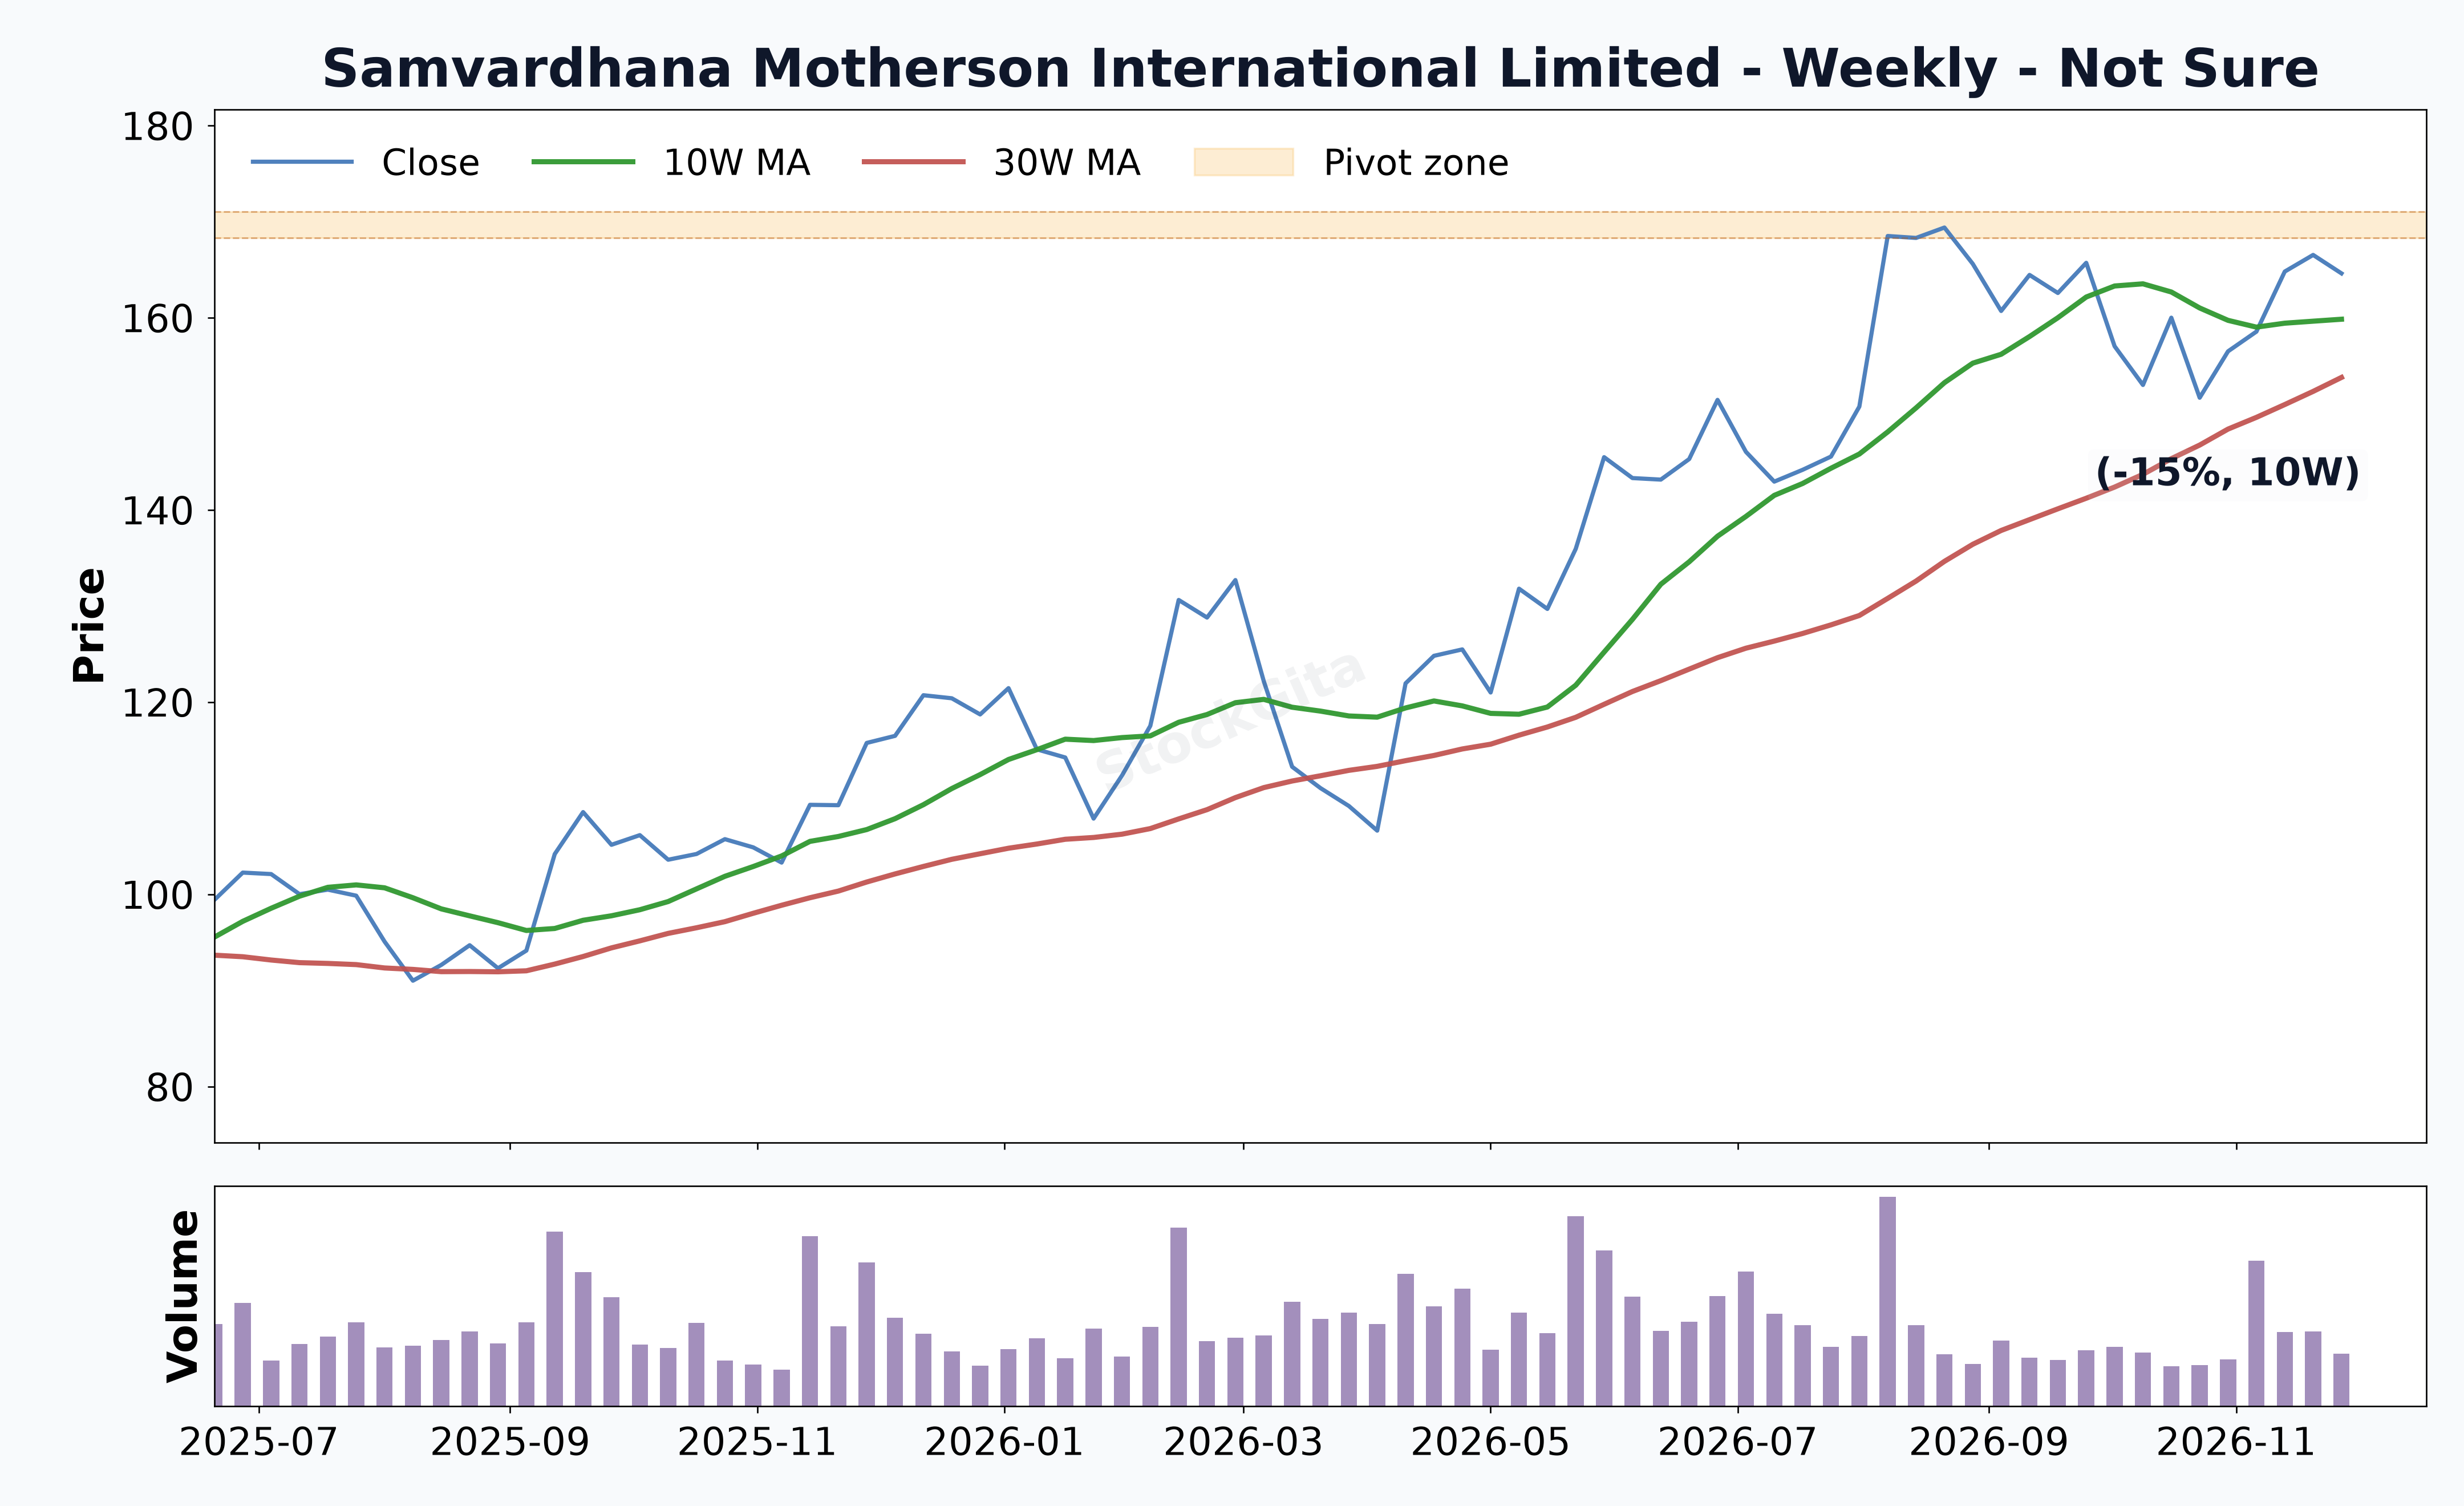 Samvardhana Motherson International Limited - Weekly - Not Sure
Close 10W MA 30W MA Pivot zone
180
160
140
120
100
80
Price
(-15%, 10W)
StockGita
Volume
2025-07 2025-09 2025-11 2026-01 2026-03 2026-05 2026-07 2026-09 2026-11